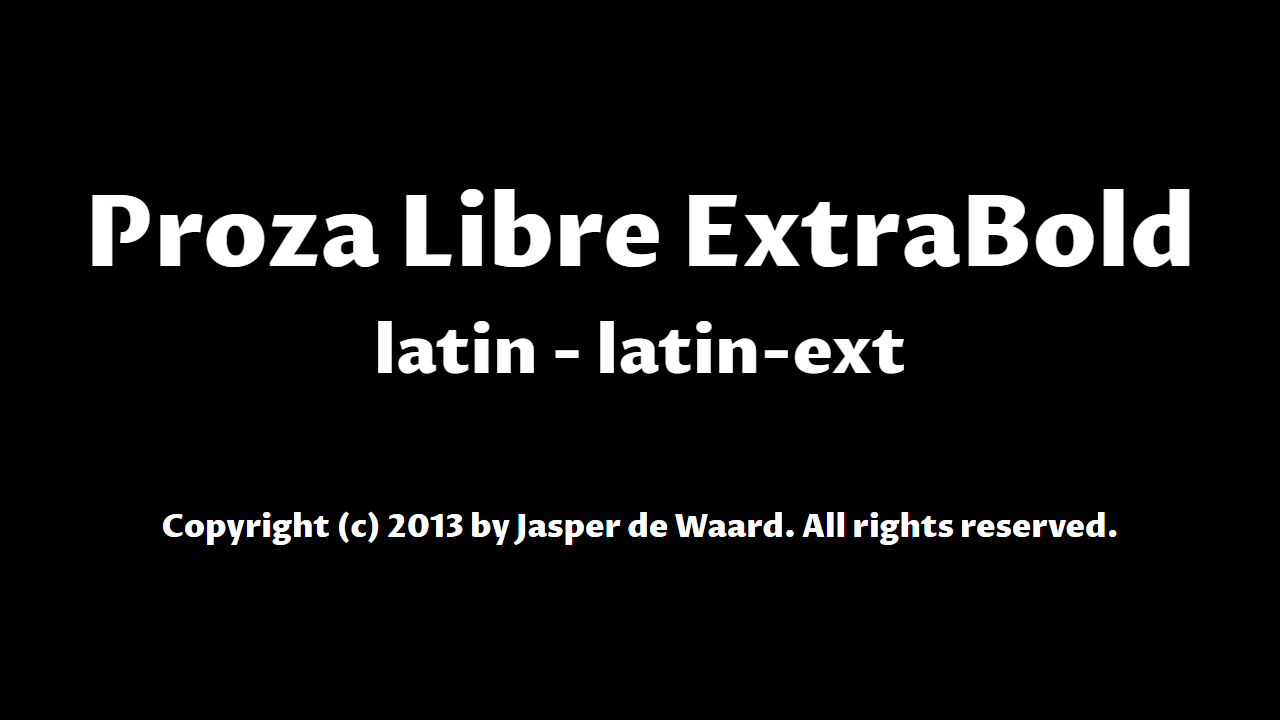 Proza Libre ExtraBold
latin - latin-ext
Copyright (c) 2013 by Jasper de Waard. All rights reserved.